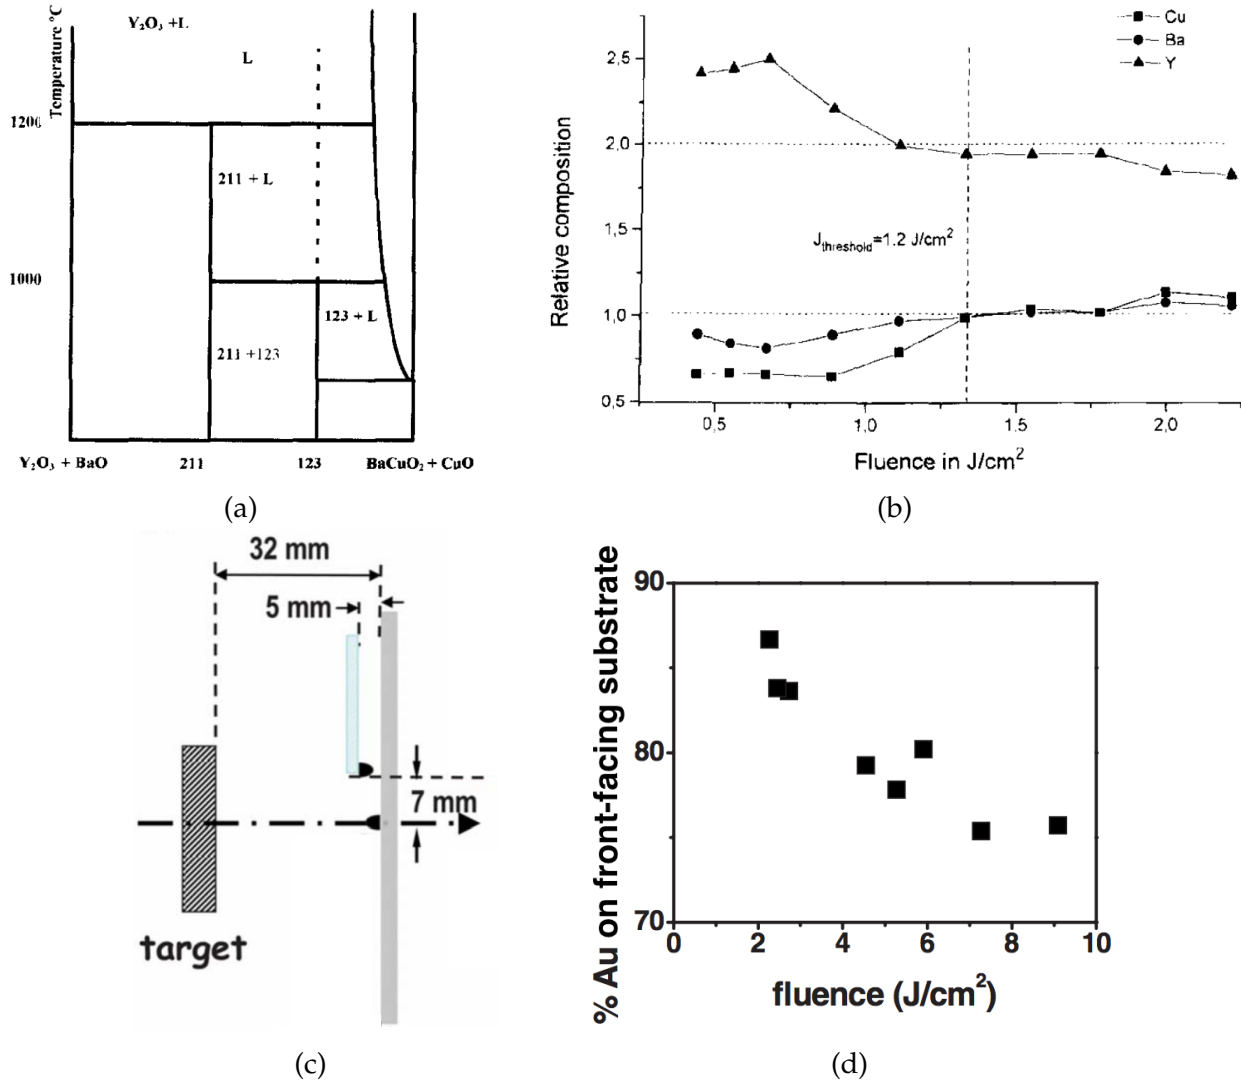 Temperature °C
Y₂O₃ +L
L
1200
211 + L
1000
123 + L
211 +123
Y₂O₃ + BaO
211
123
BaCuO₂ + CuO
(a)
Cu
Ba
Y
Relative composition
2,5
2,0
1,5
1,0
0,5
J_threshold=1.2 J/cm²
0,5
1,0
1,5
2,0
Fluence in J/cm²
(b)
32 mm
5 mm
7 mm
target
(c)
% Au on front-facing substrate
90
80
70
0
2
4
6
8
10
fluence (J/cm²)
(d)